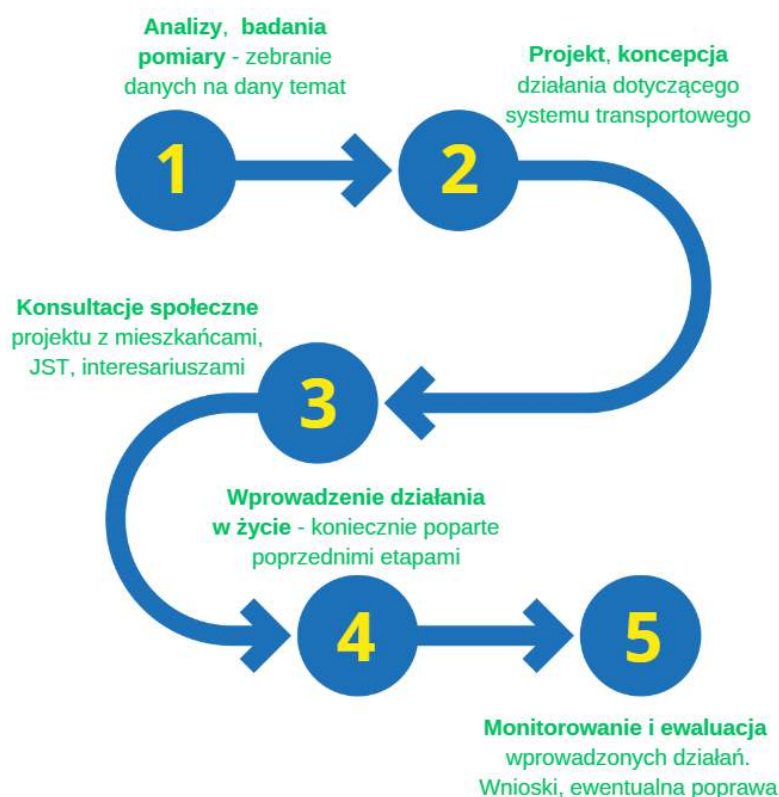 Analizy, badania
pomiary - zebranie
danych na dany temat
1
Projekt, koncepcja
działania dotyczącego
systemu transportowego
2
Konsultacje społeczne
projektu z mieszkańcami,
JST, interesariuszami
3
Wprowadzenie działania
w życie - koniecznie poparte
poprzednimi etapami
4
5
Monitorowanie i ewaluacja
wprowadzonych działań.
Wnioski, ewentualna poprawa